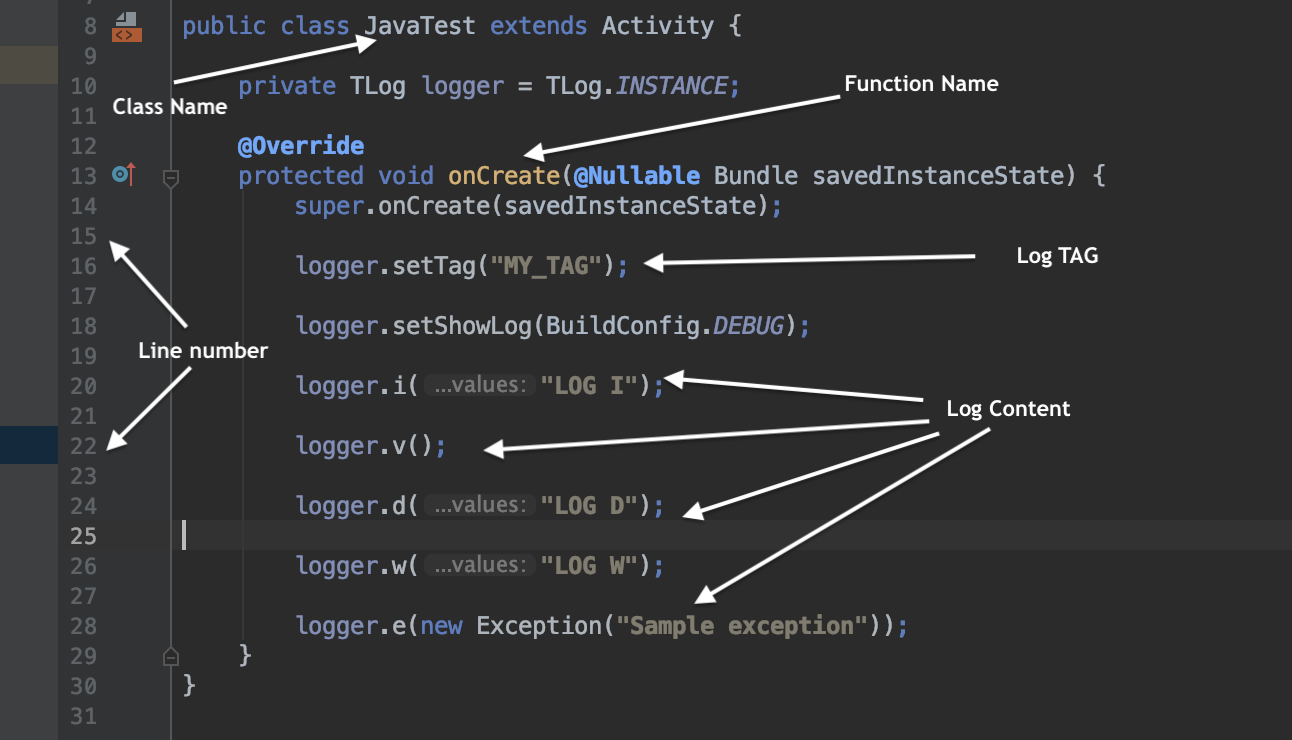 8 public class JavaTest extends Activity {
9
10 private TLog logger = TLog.INSTANCE;
Class Name
Function Name
11
12 @Override
13 protected void onCreate(@Nullable Bundle savedInstanceState) {
14 super.onCreate(savedInstanceState);
15
Log TAG
16 logger.setTag("MY_TAG");
17
18 logger.setShowLog(BuildConfig.DEBUG);
Line number
19
20 logger.i( ...values: "LOG I");
Log Content
21
22 logger.v();
23
24 logger.d( ...values: "LOG D");
25
26 logger.w( ...values: "LOG W");
27
28 logger.e(new Exception("Sample exception"));
29 }
30 }
31